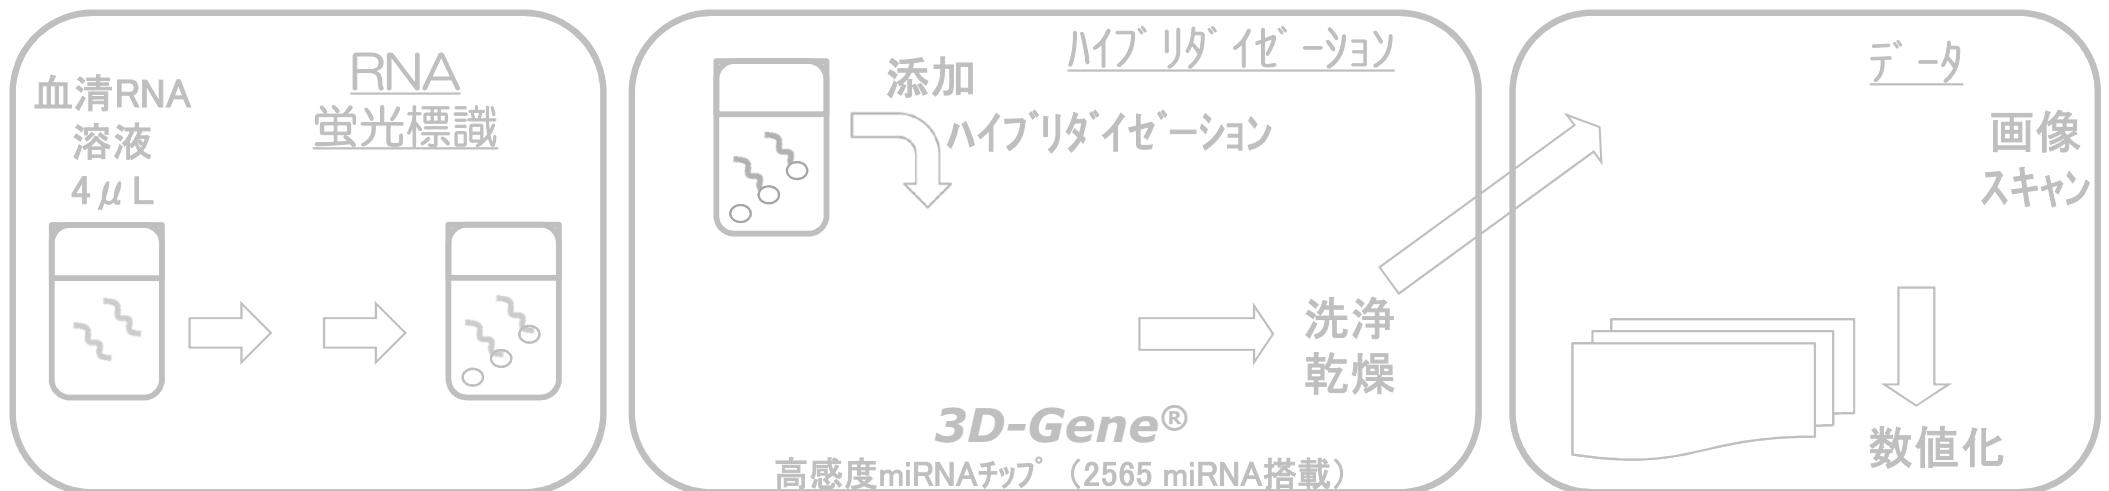 血清RNA
溶液
4μL
RNA
蛍光標識
ﾊｲﾌﾞﾘﾀﾞｲｾﾞｰｼｮﾝ
添加
ﾊｲﾌﾞﾘﾀﾞｲｾﾞｰｼｮﾝ
洗浄
乾燥
3D-Gene®
高感度miRNAﾁｯﾌﾟ（2565 miRNA搭載）
ﾃﾞｰﾀ
画像
ｽｷｬﾝ
数値化